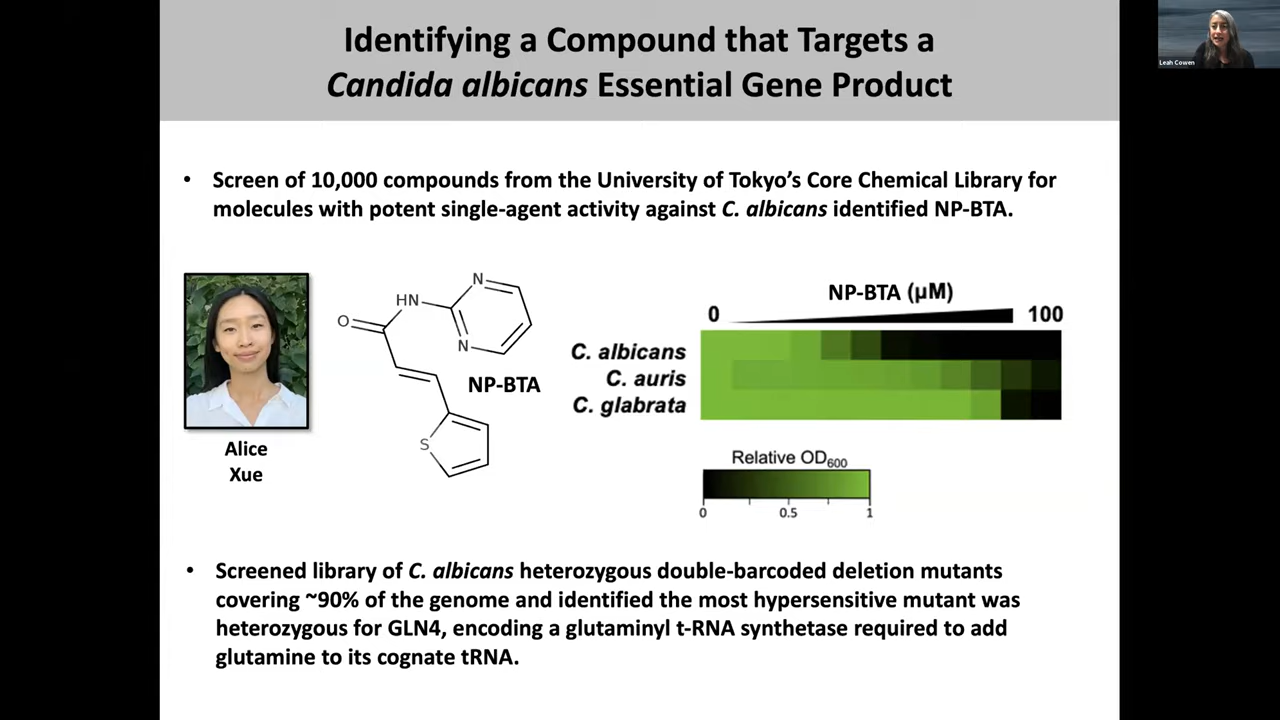 Identifying a Compound that Targets a
Candida albicans Essential Gene Product
Leah Cowen
• Screen of 10,000 compounds from the University of Tokyo’s Core Chemical Library for
molecules with potent single-agent activity against C. albicans identified NP-BTA.
Alice
Xue
O
HN
N
N
S
NP-BTA
NP-BTA (µM)
0 100
C. albicans
C. auris
C. glabrata
Relative OD600
0 0.5 1
• Screened library of C. albicans heterozygous double-barcoded deletion mutants
covering ~90% of the genome and identified the most hypersensitive mutant was
heterozygous for GLN4, encoding a glutaminyl t-RNA synthetase required to add
glutamine to its cognate tRNA.